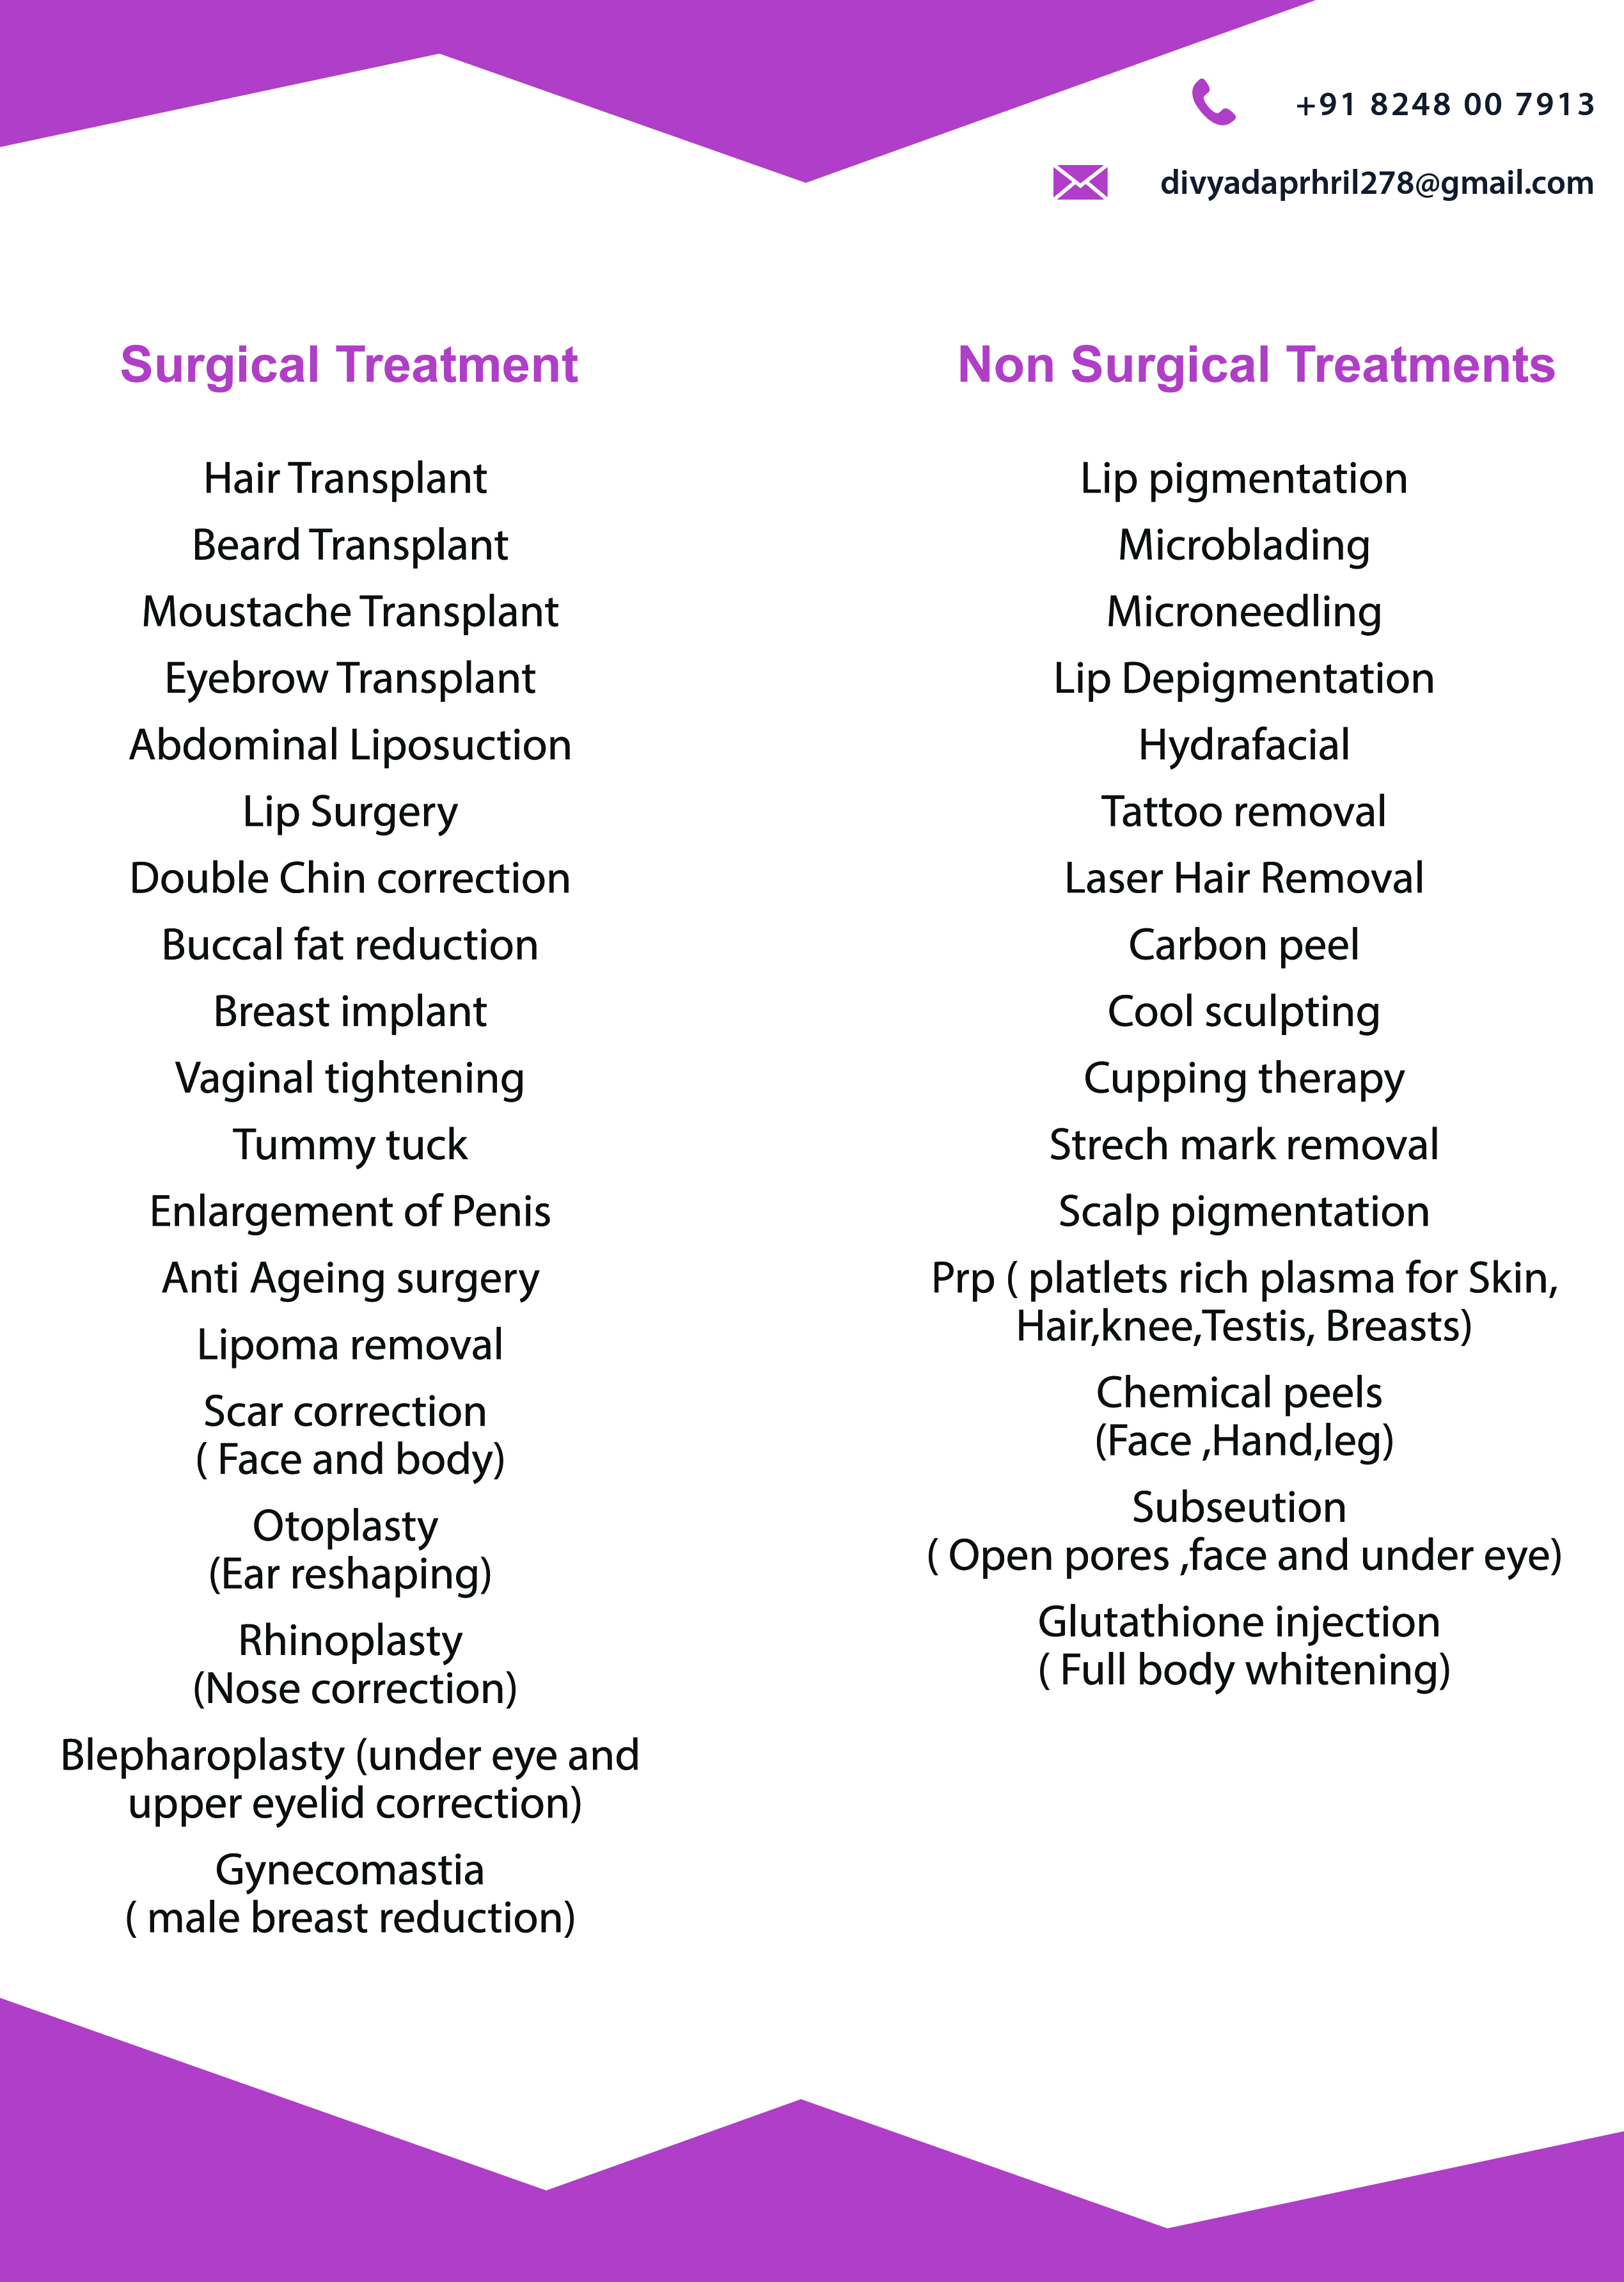 +91 8248 00 7913
divyadaprhril278@gmail.com
Surgical Treatment
Hair Transplant
Beard Transplant
Moustache Transplant
Eyebrow Transplant
Abdominal Liposuction
Lip Surgery
Double Chin correction
Buccal fat reduction
Breast implant
Vaginal tightening
Tummy tuck
Enlargement of Penis
Anti Ageing surgery
Lipoma removal
Scar correction
( Face and body)
Otoplasty
(Ear reshaping)
Rhinoplasty
(Nose correction)
Blepharoplasty (under eye and
upper eyelid correction)
Gynecomastia
( male breast reduction)
Non Surgical Treatments
Lip pigmentation
Microblading
Microneedling
Lip Depigmentation
Hydrafacial
Tattoo removal
Laser Hair Removal
Carbon peel
Cool sculpting
Cupping therapy
Strech mark removal
Scalp pigmentation
Prp ( platlets rich plasma for Skin,
Hair,knee,Testis, Breasts)
Chemical peels
(Face ,Hand,leg)
Subseution
( Open pores ,face and under eye)
Glutathione injection
( Full body whitening)